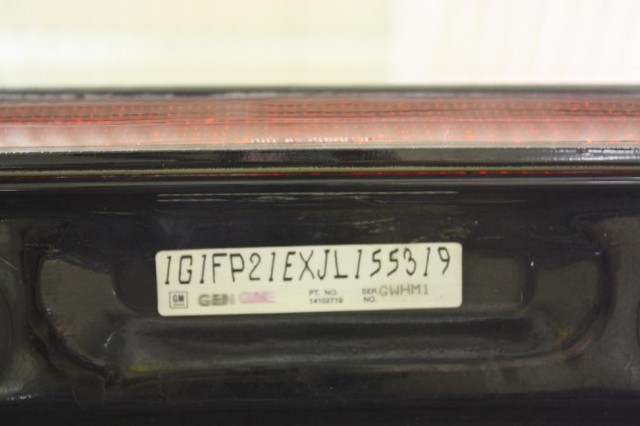 1G1FP21EXJL155319
GM GEN PT. NO. 14102719 SER. NO. GWHM1